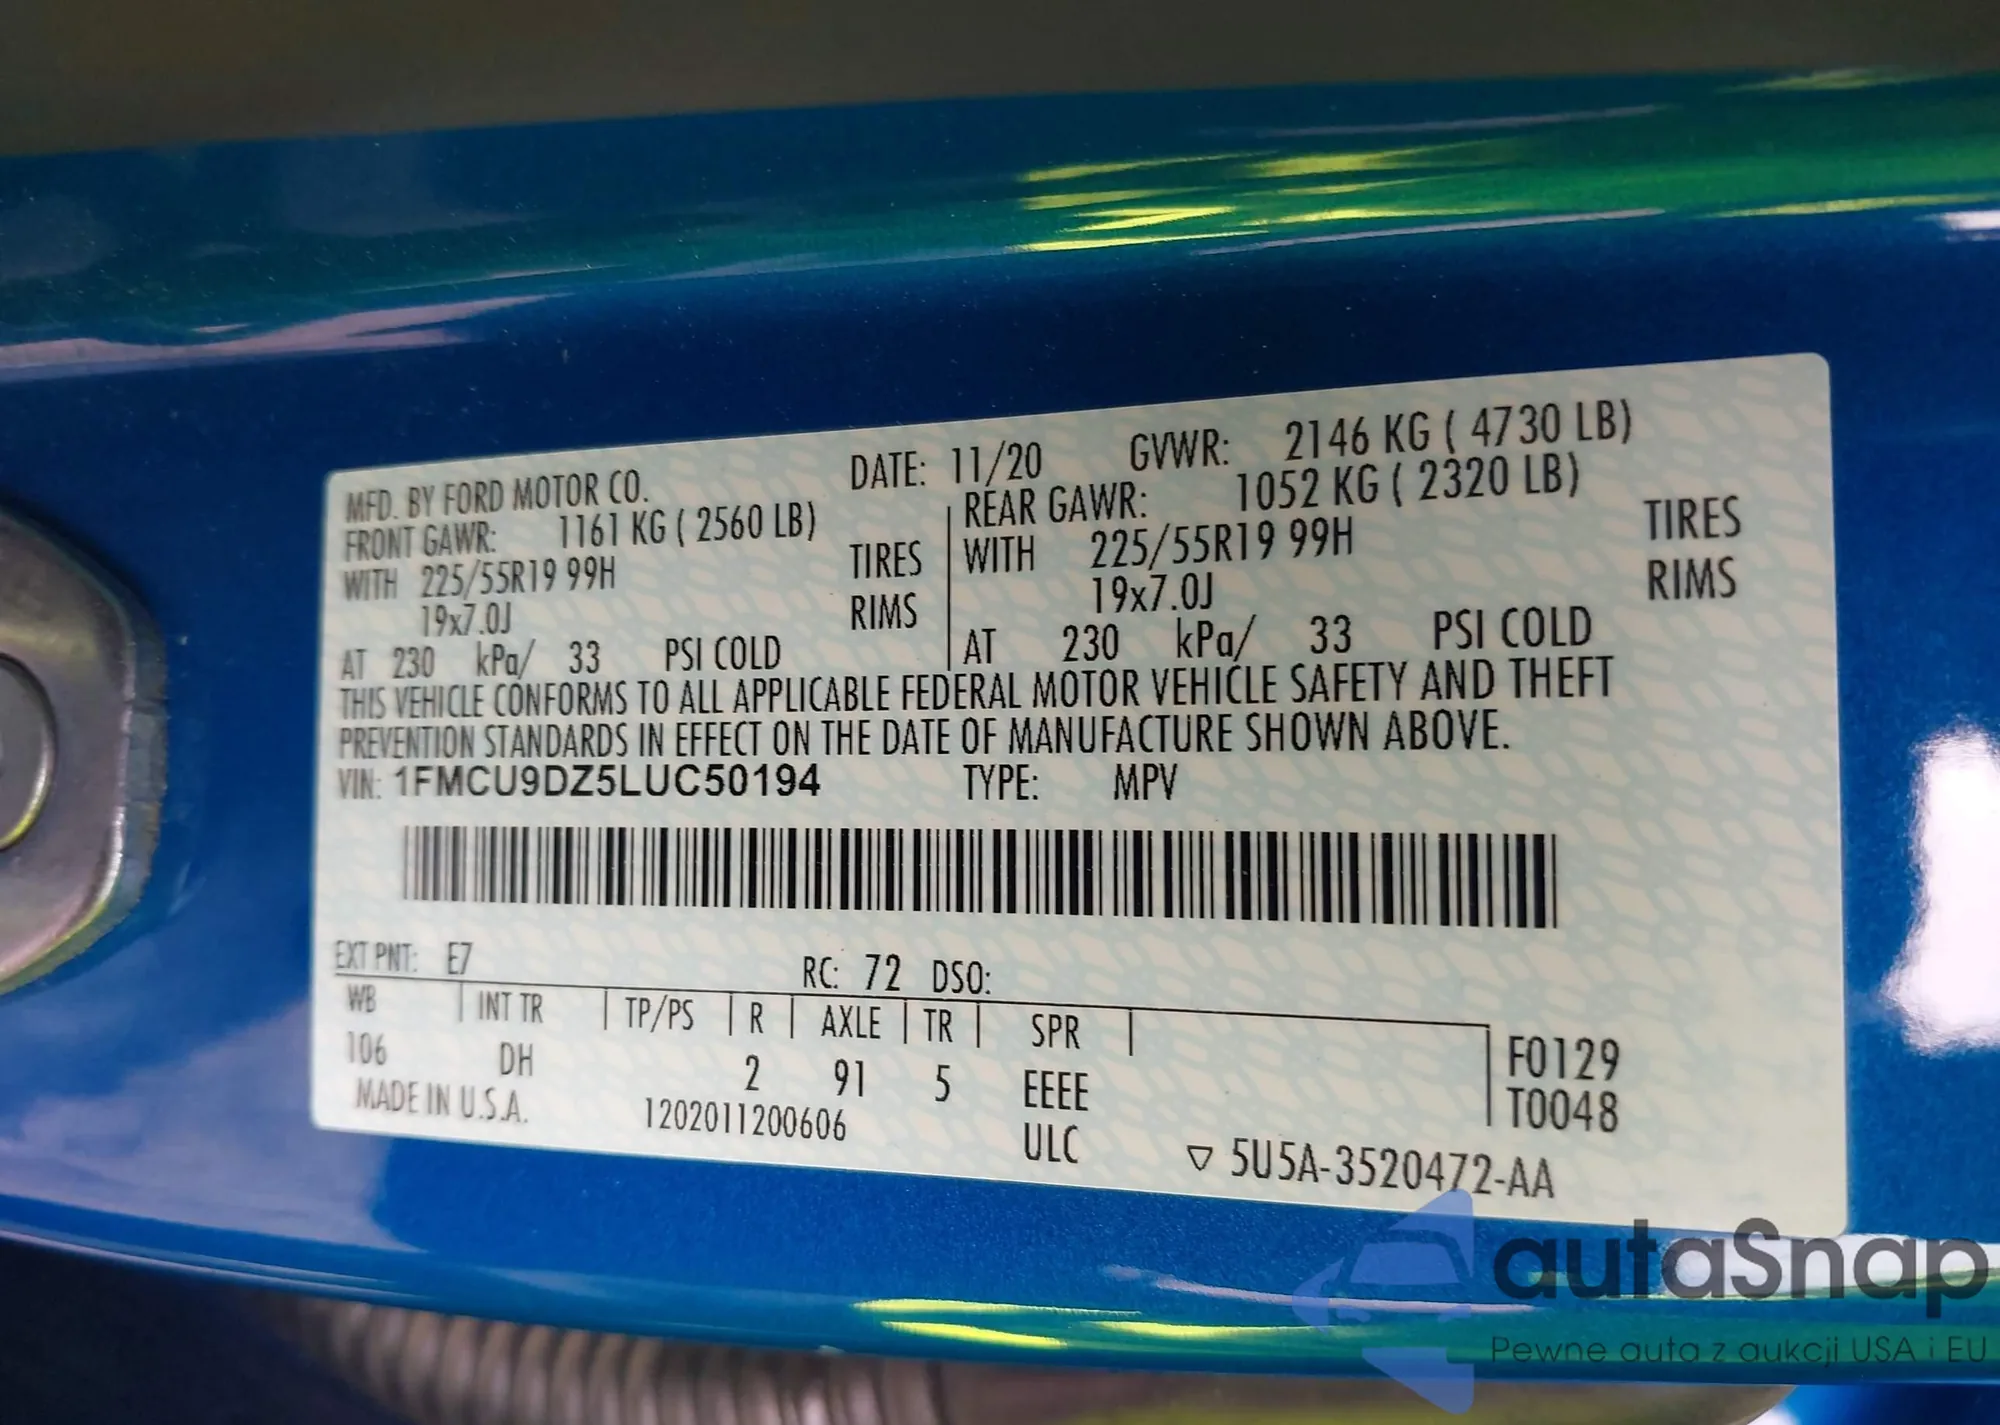 MFD. BY FORD MOTOR CO. DATE: 11/20 GVWR: 2146 KG ( 4730 LB)
FRONT GAWR: 1161 KG ( 2560 LB) REAR GAWR: 1052 KG ( 2320 LB)
WITH 225/55R19 99H TIRES WITH 225/55R19 99H TIRES
19x7.0J RIMS 19x7.0J RIMS
AT 230 kPa/ 33 PSI COLD AT 230 kPa/ 33 PSI COLD
THIS VEHICLE CONFORMS TO ALL APPLICABLE FEDERAL MOTOR VEHICLE SAFETY AND THEFT
PREVENTION STANDARDS IN EFFECT ON THE DATE OF MANUFACTURE SHOWN ABOVE.
VIN: 1FMCU9DZ5LUC50194 TYPE: MPV
EXT PNT: E7 RC: 72 DSO:
WB INT TR TP/PS R AXLE TR SPR
106 DH 2 91 5 EEEE F0129
T0048
MADE IN U.S.A. 1202011200606 ULC ▽ 5U5A-3520472-AA
autaSnap
Pewne auta z aukcji USA i EU